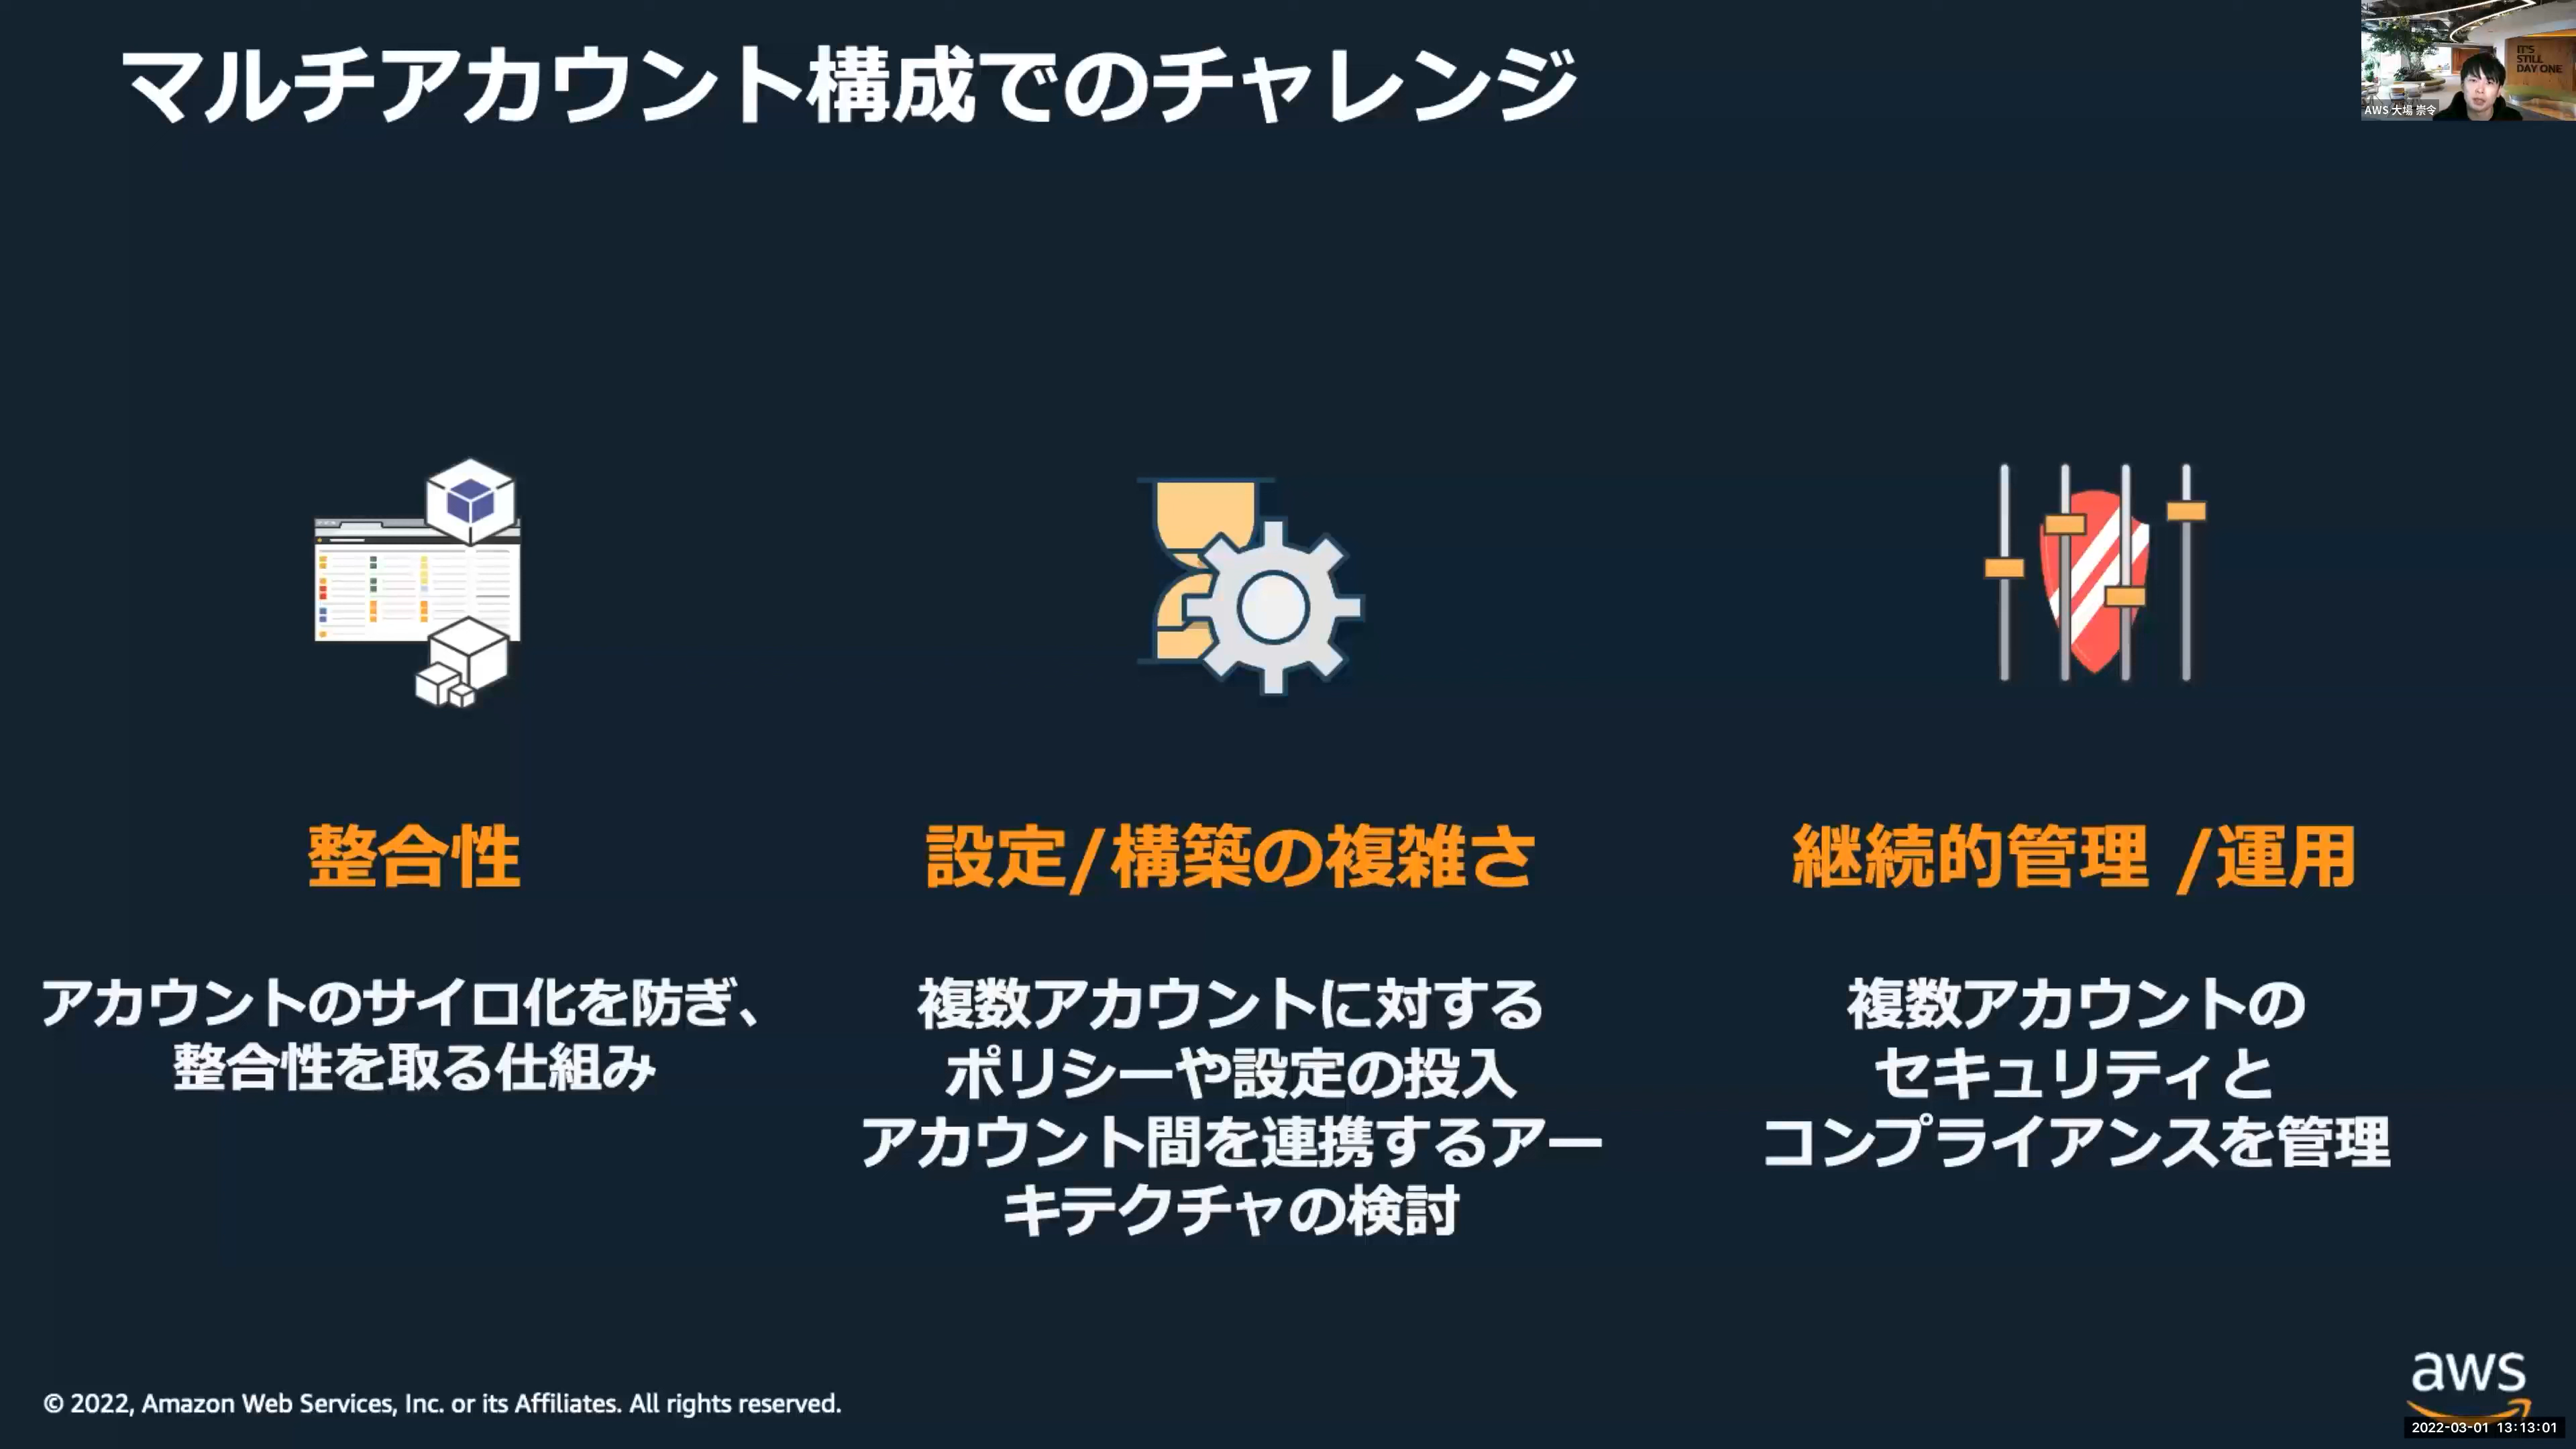 マルチアカウント構成でのチャレンジ
IT'S
STILL
DAY ONE
AWS 大場 崇令
整合性
アカウントのサイロ化を防ぎ、
整合性を取る仕組み
設定/構築の複雑さ
複数アカウントに対する
ポリシーや設定の投入
アカウント間を連携するアー
キテクチャの検討
継続的管理 /運用
複数アカウントの
セキュリティと
コンプライアンスを管理
© 2022, Amazon Web Services, Inc. or its Affiliates. All rights reserved.
aws
2022-03-01 13:13:01